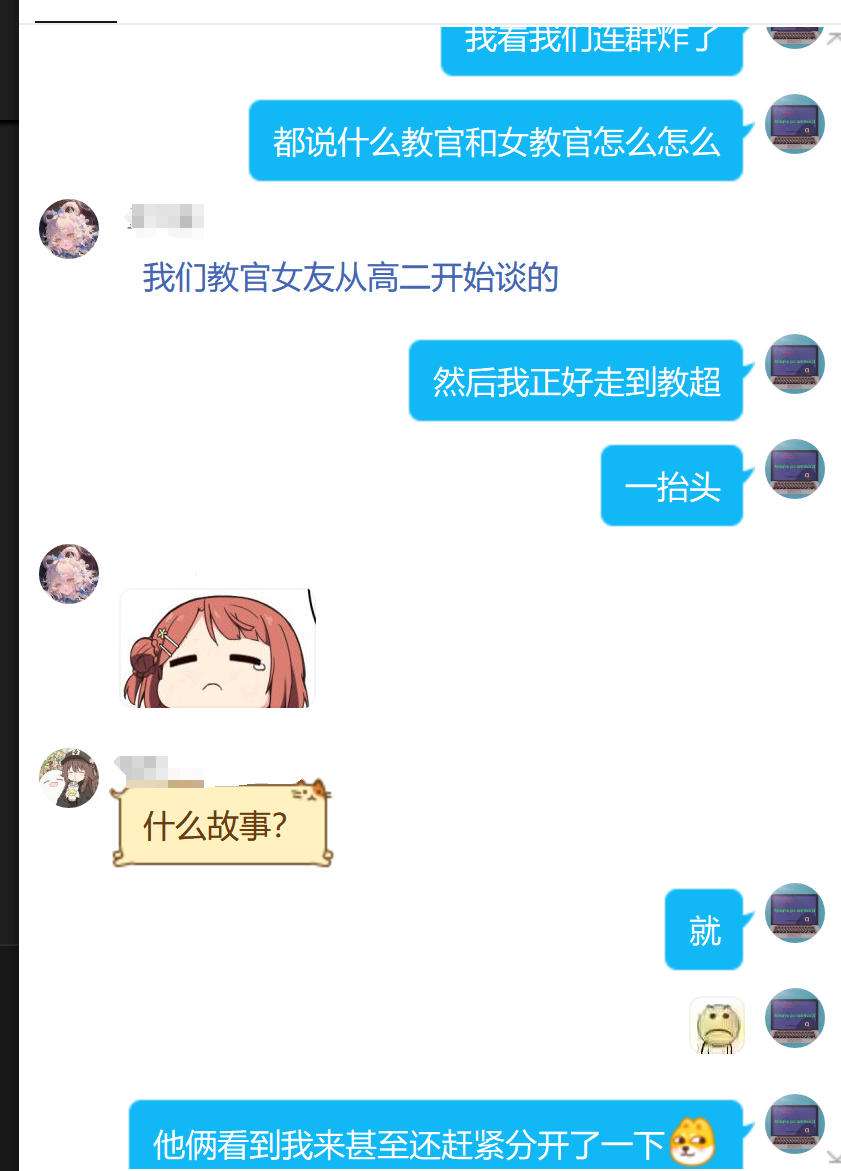 我看我们连群炸了
都说什么教官和女教官怎么怎么
我们教官女友从高二开始谈的
然后我正好走到教超
一抬头
什么故事？
就
他俩看到我来甚至还赶紧分开了一下